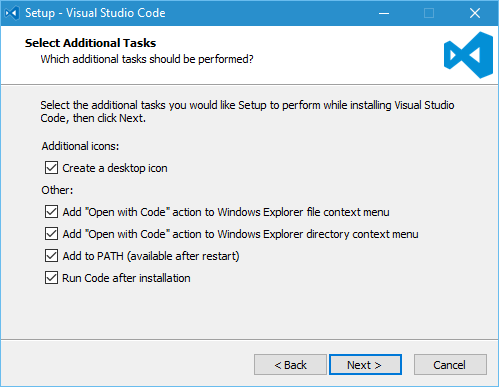 Setup - Visual Studio Code
Select Additional Tasks
Which additional tasks should be performed?
Select the additional tasks you would like Setup to perform while installing Visual Studio
Code, then click Next.
Additional icons:
Create a desktop icon
Other:
Add "Open with Code" action to Windows Explorer file context menu
Add "Open with Code" action to Windows Explorer directory context menu
Add to PATH (available after restart)
Run Code after installation
< Back Next > Cancel